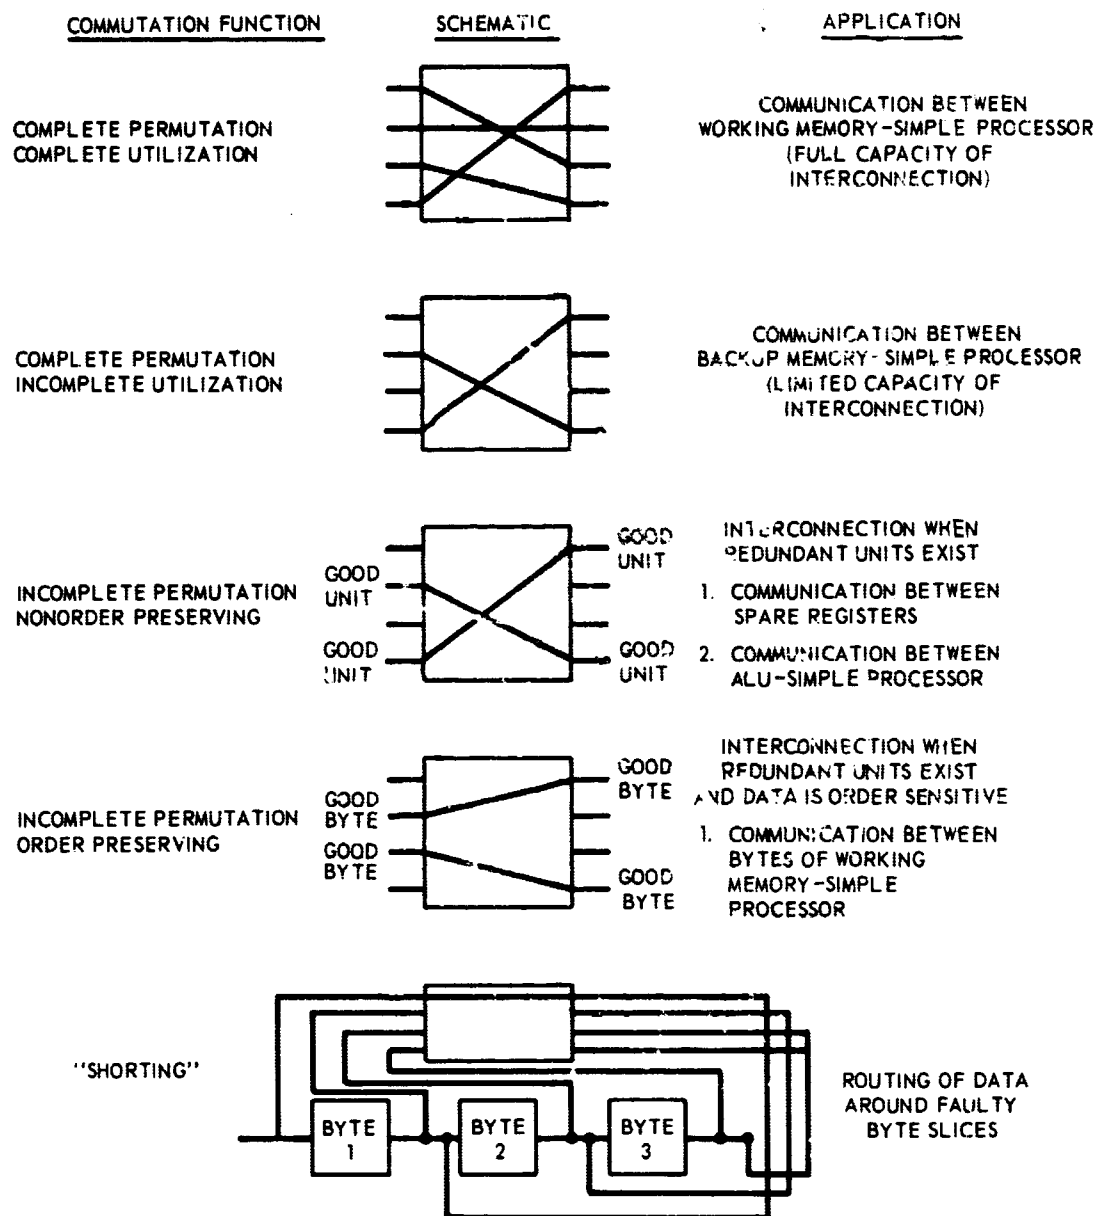 COMMUTATION FUNCTION SCHEMATIC APPLICATION
COMPLETE PERMUTATION
COMPLETE UTILIZATION
COMMUNICATION BETWEEN
WORKING MEMORY-SIMPLE PROCESSOR
(FULL CAPACITY OF
INTERCONNECTION)
COMPLETE PERMUTATION
INCOMPLETE UTILIZATION
COMMUNICATION BETWEEN
BACKUP MEMORY- SIMPLE PROCESSOR
(LIMITED CAPACITY OF
INTERCONNECTION)
INCOMPLETE PERMUTATION
NONORDER PRESERVING
GOOD
UNIT
GOOD
UNIT
GOOD
UNIT
GOOD
UNIT
INTERCONNECTION WHEN
REDUNDANT UNITS EXIST
1. COMMUNICATION BETWEEN
SPARE REGISTERS
2. COMMUNICATION BETWEEN
ALU-SIMPLE PROCESSOR
INCOMPLETE PERMUTATION
ORDER PRESERVING
GOOD
BYTE
GOOD
BYTE
GOOD
BYTE
GOOD
BYTE
INTERCONNECTION WHEN
REDUNDANT UNITS EXIST
AND DATA IS ORDER SENSITIVE
1. COMMUNICATION BETWEEN
BYTES OF WORKING
MEMORY-SIMPLE
PROCESSOR
"SHORTING"
BYTE
1
BYTE
2
BYTE
3
ROUTING OF DATA
AROUND FAULTY
BYTE SLICES